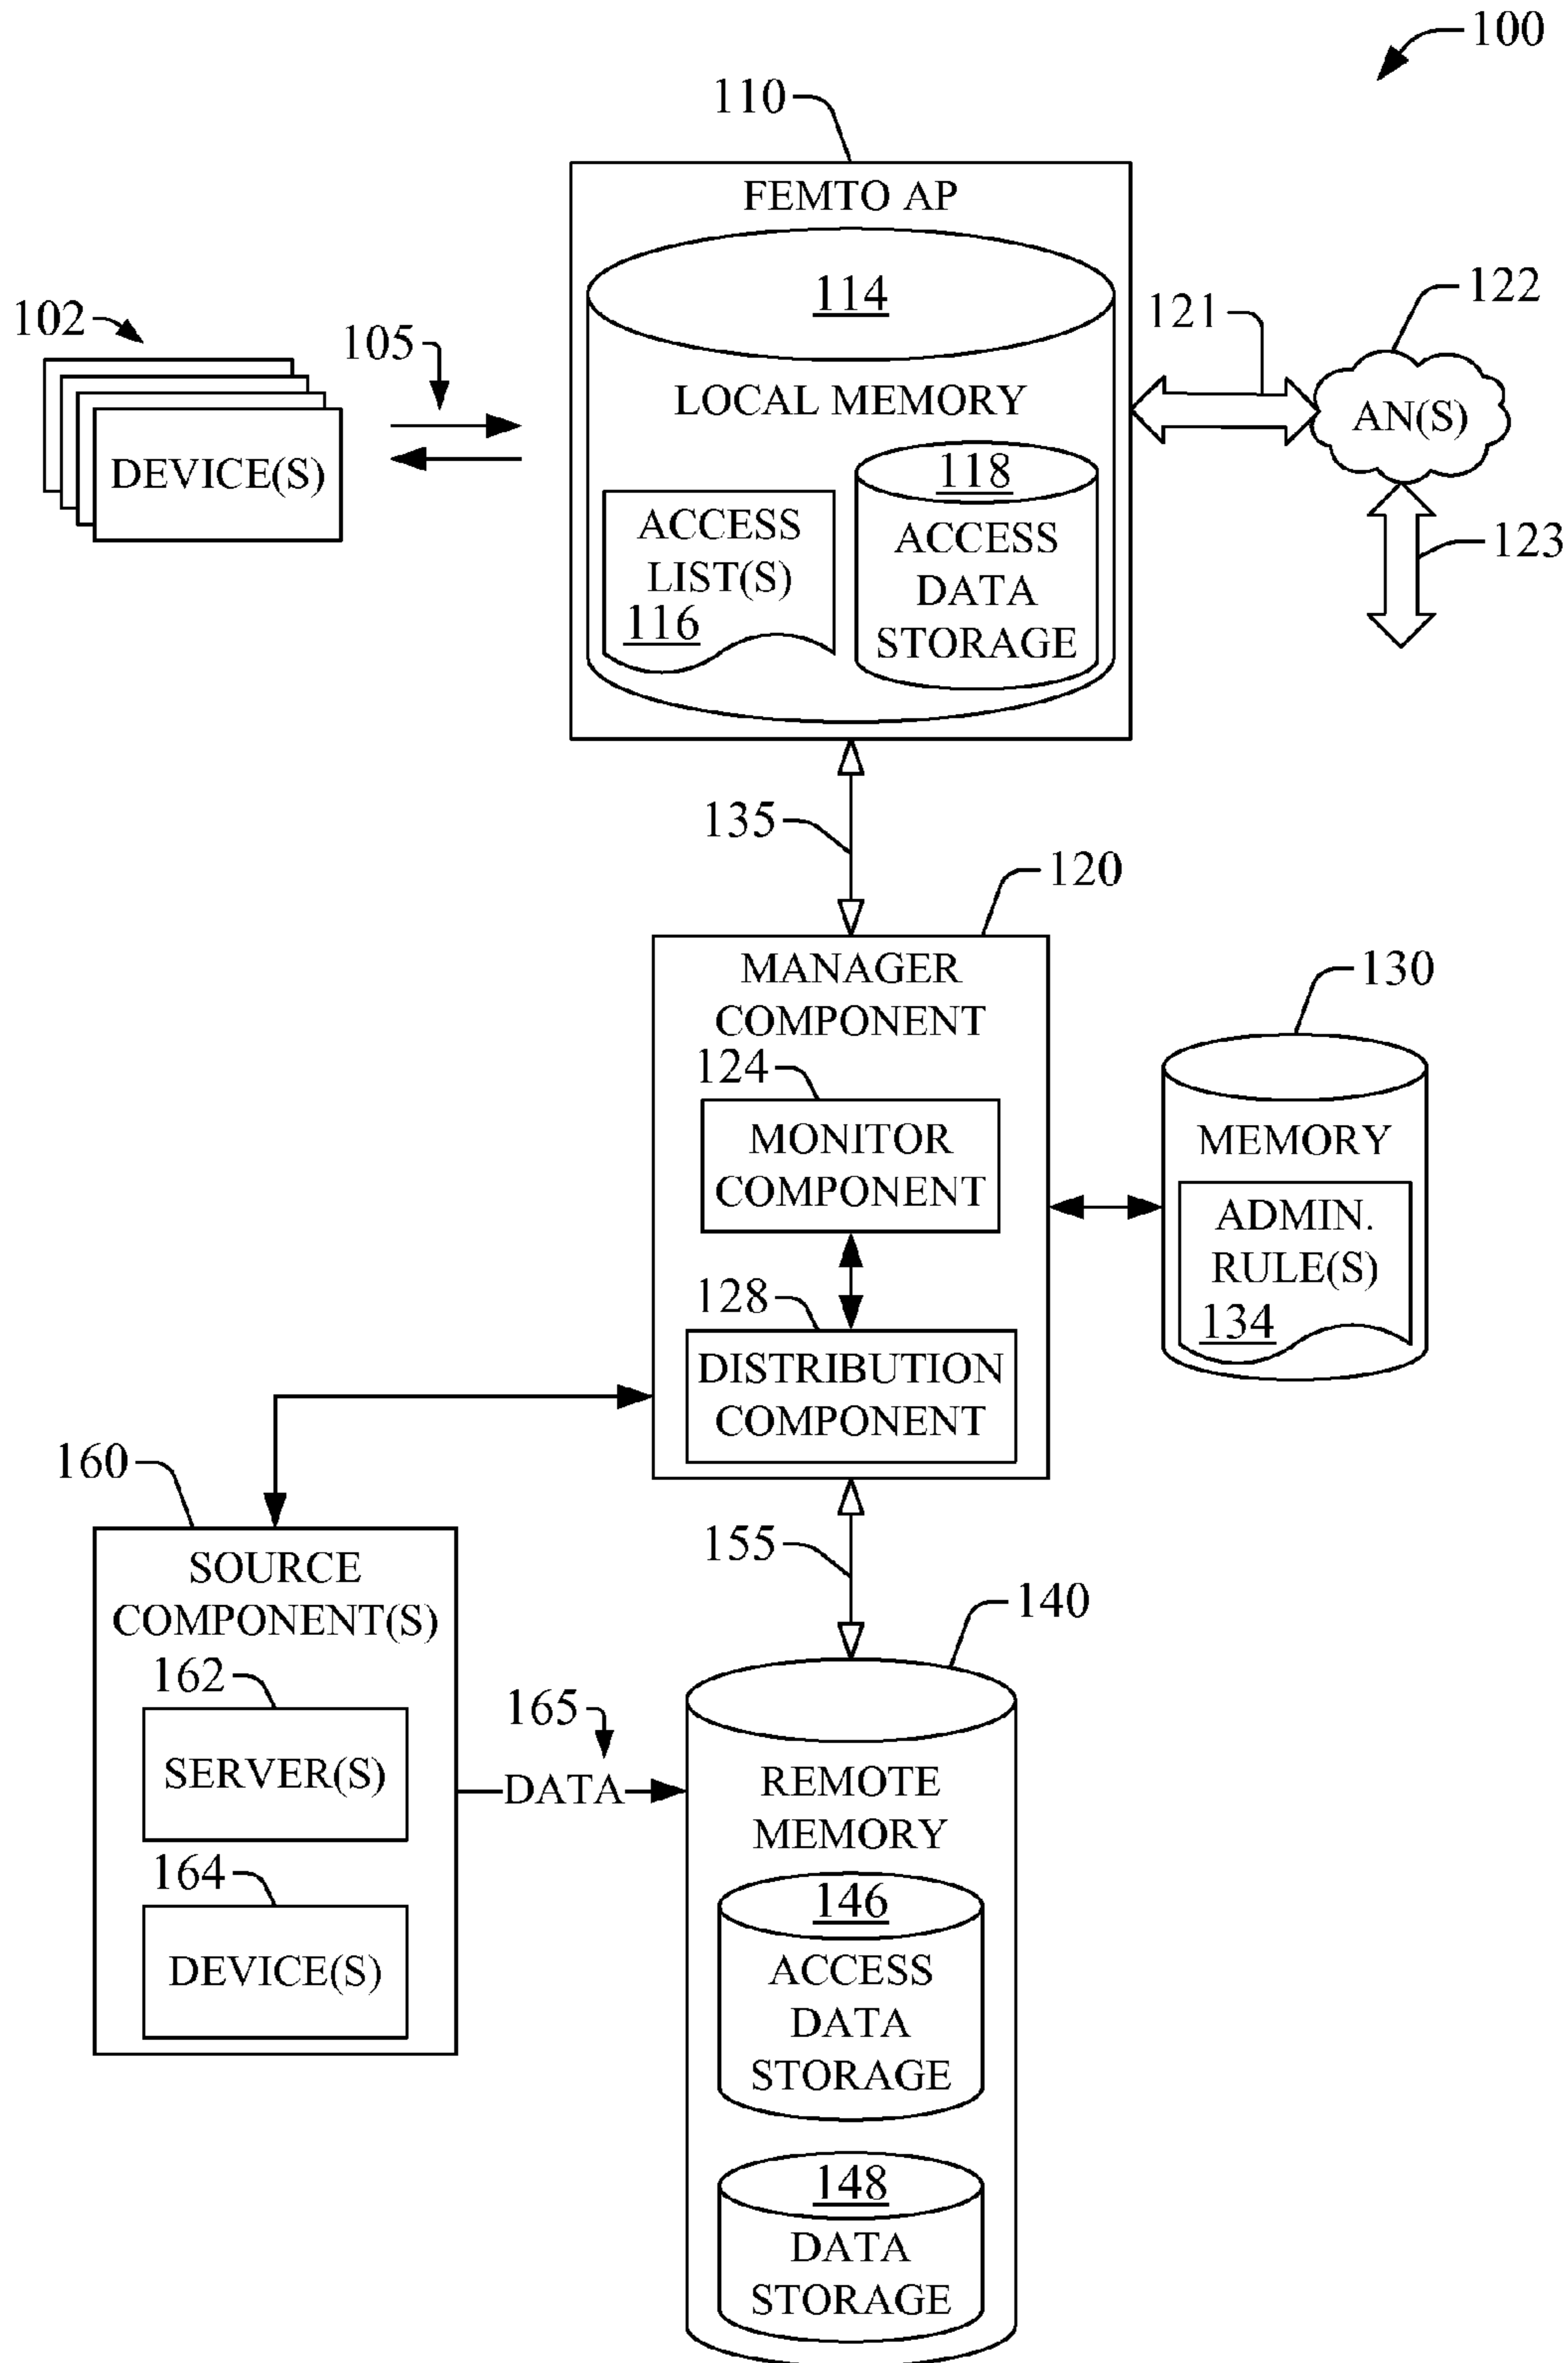 100
110
FEMTO AP
114
LOCAL MEMORY
102
105
DEVICE(S)
121
122
AN(S)
123
ACCESS
LIST(S)
116
118
ACCESS
DATA
STORAGE
135
120
MANAGER
COMPONENT
124
MONITOR
COMPONENT
128
DISTRIBUTION
COMPONENT
130
MEMORY
ADMIN.
RULE(S)
134
160
SOURCE
COMPONENT(S)
162
SERVER(S)
164
DEVICE(S)
155
140
165
DATA
REMOTE
MEMORY
146
ACCESS
DATA
STORAGE
148
DATA
STORAGE